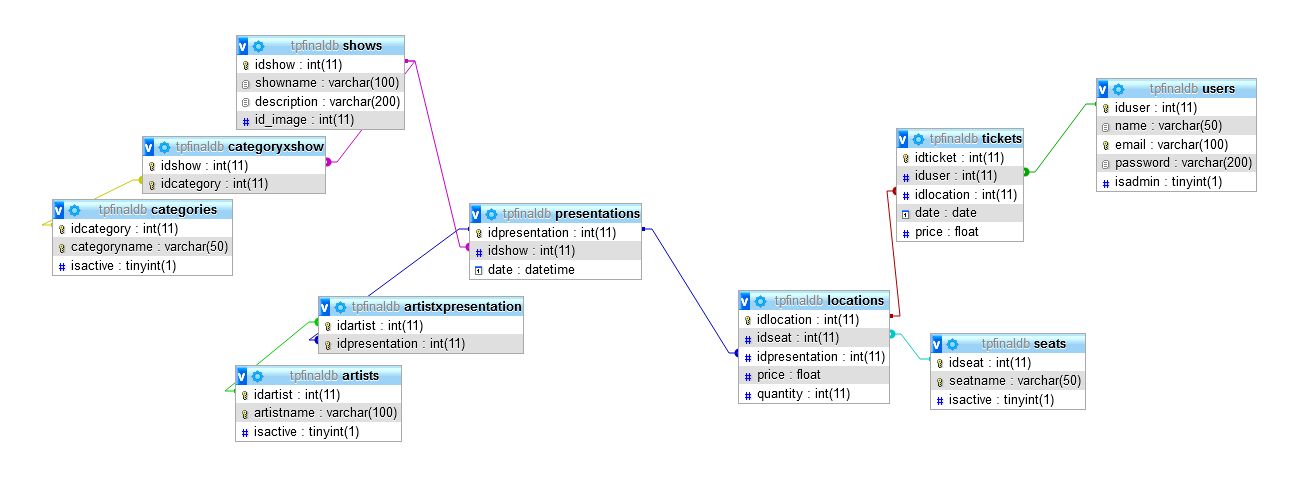 tpfinaldb shows
idshow : int(11)
showname : varchar(100)
description : varchar(200)
id_image : int(11)
tpfinaldb categoryxshow
idshow : int(11)
idcategory : int(11)
tpfinaldb categories
idcategory : int(11)
categoryname : varchar(50)
isactive : tinyint(1)
tpfinaldb presentations
idpresentation : int(11)
idshow : int(11)
date : datetime
tpfinaldb artistxpresentation
idartist : int(11)
idpresentation : int(11)
tpfinaldb artists
idartist : int(11)
artistname : varchar(100)
isactive : tinyint(1)
tpfinaldb locations
idlocation : int(11)
idseat : int(11)
idpresentation : int(11)
price : float
quantity : int(11)
tpfinaldb tickets
idticket : int(11)
iduser : int(11)
idlocation : int(11)
date : date
price : float
tpfinaldb users
iduser : int(11)
name : varchar(50)
email : varchar(100)
password : varchar(200)
isadmin : tinyint(1)
tpfinaldb seats
idseat : int(11)
seatname : varchar(50)
isactive : tinyint(1)